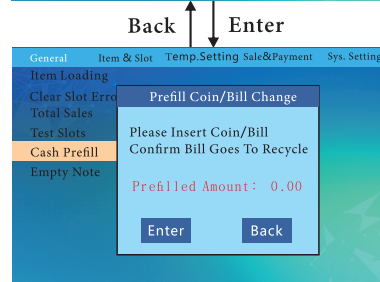 Back Enter
General Item & Slot Temp.Setting Sale&Payment Sys. Setting
Item Loading
Clear Slot Erro
Total Sales
Test Slots
Cash Prefill
Empty Note
Prefill Coin/Bill Change
Please Insert Coin/Bill
Confirm Bill Goes To Recycle
Prefilled Amount: 0.00
Enter Back